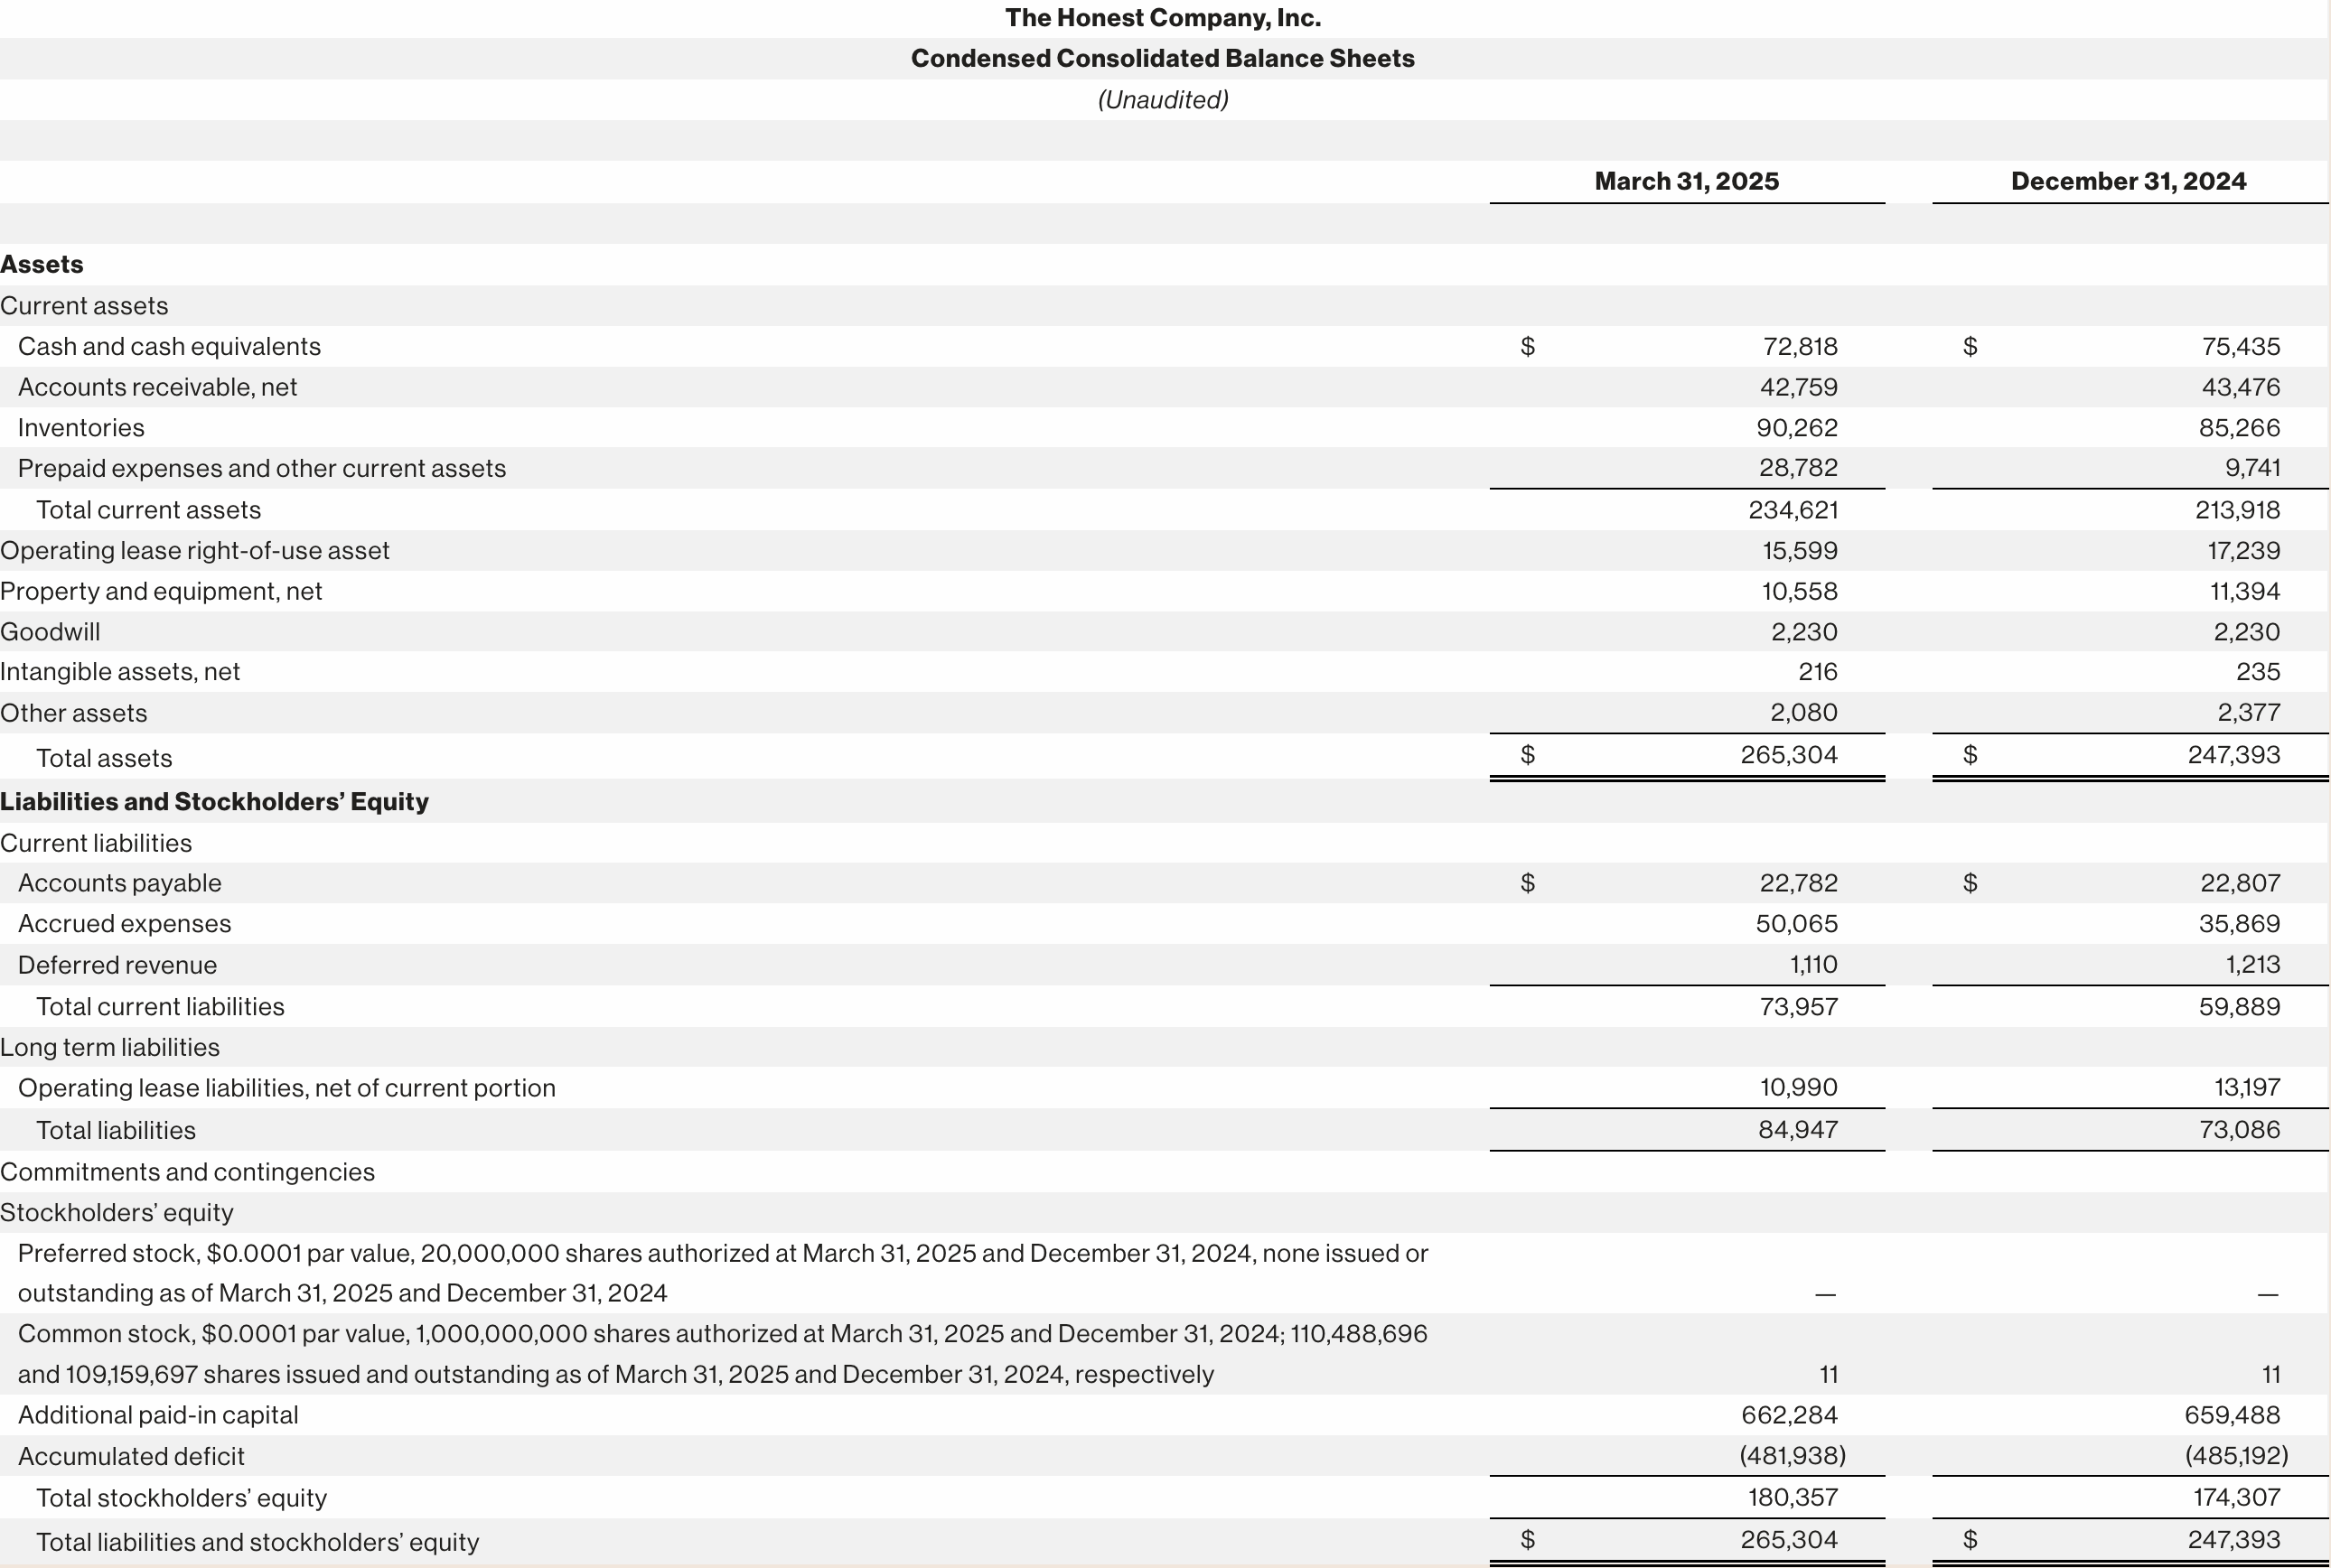 The Honest Company, Inc.
Condensed Consolidated Balance Sheets
(Unaudited)
March 31, 2025 December 31, 2024
Assets
Current assets
Cash and cash equivalents $ 72,818 $ 75,435
Accounts receivable, net 42,759 43,476
Inventories 90,262 85,266
Prepaid expenses and other current assets 28,782 9,741
Total current assets 234,621 213,918
Operating lease right-of-use asset 15,599 17,239
Property and equipment, net 10,558 11,394
Goodwill 2,230 2,230
Intangible assets, net 216 235
Other assets 2,080 2,377
Total assets $ 265,304 $ 247,393
Liabilities and Stockholders’ Equity
Current liabilities
Accounts payable $ 22,782 $ 22,807
Accrued expenses 50,065 35,869
Deferred revenue 1,110 1,213
Total current liabilities 73,957 59,889
Long term liabilities
Operating lease liabilities, net of current portion 10,990 13,197
Total liabilities 84,947 73,086
Commitments and contingencies
Stockholders’ equity
Preferred stock, $0.0001 par value, 20,000,000 shares authorized at March 31, 2025 and December 31, 2024, none issued or
outstanding as of March 31, 2025 and December 31, 2024 — —
Common stock, $0.0001 par value, 1,000,000,000 shares authorized at March 31, 2025 and December 31, 2024; 110,488,696
and 109,159,697 shares issued and outstanding as of March 31, 2025 and December 31, 2024, respectively 11 11
Additional paid-in capital 662,284 659,488
Accumulated deficit (481,938) (485,192)
Total stockholders’ equity 180,357 174,307
Total liabilities and stockholders’ equity $ 265,304 $ 247,393